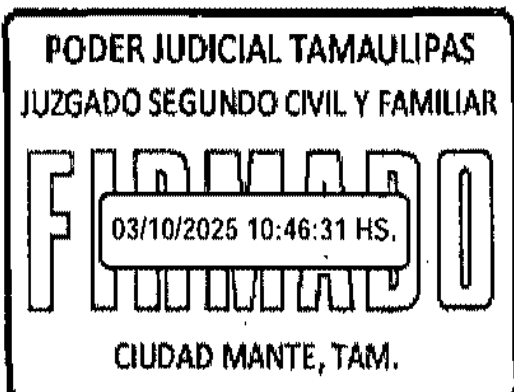 PODER JUDICIAL TAMAULIPAS
JUZGADO SEGUNDO CIVIL Y FAMILIAR
FIRMADO
03/10/2025 10:46:31 HS.
CIUDAD MANTE, TAM.